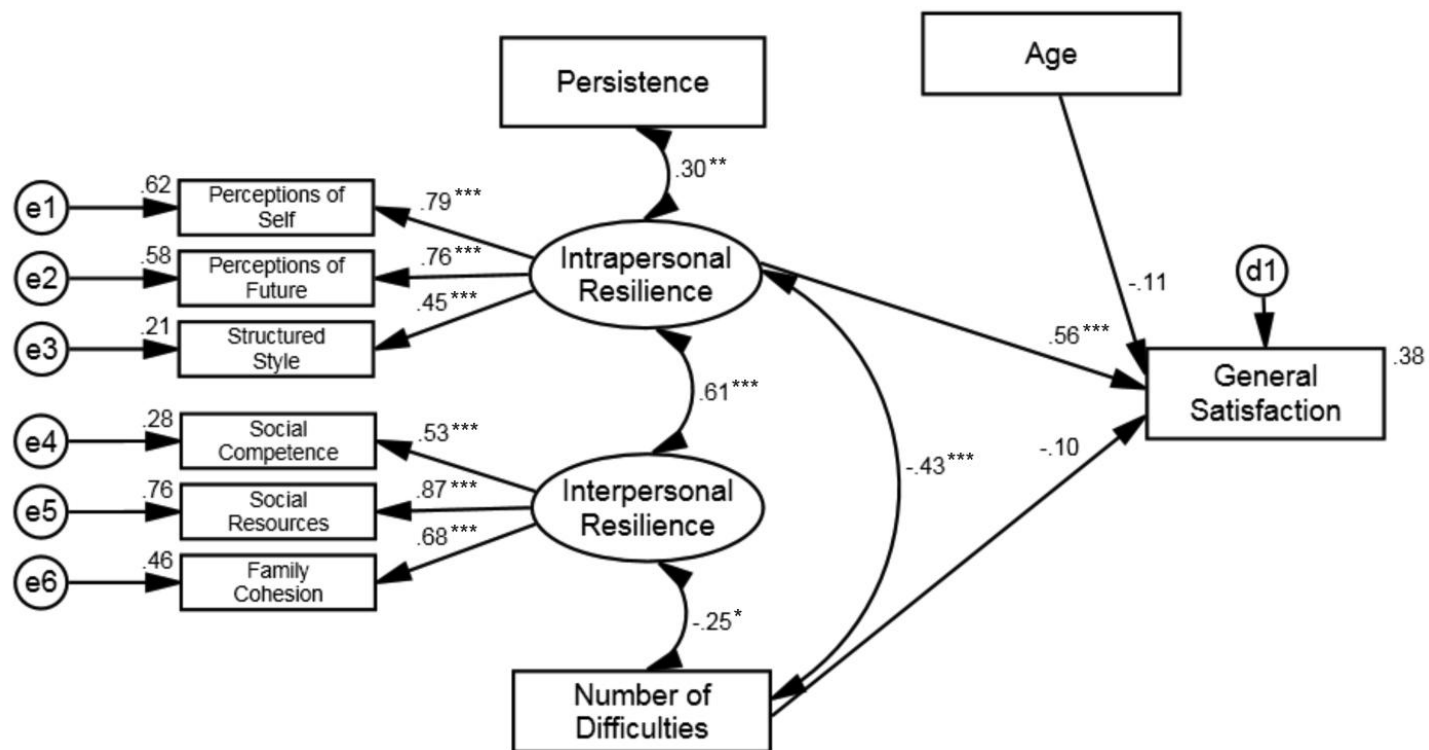 Persistence
Age
.30**
e1
.62
Perceptions of
Self
.79***
e2
.58
Perceptions of
Future
.76***
e3
.21
Structured
Style
.45***
Intrapersonal
Resilience
-.11
d1
.56***
General
Satisfaction
.38
.61***
e4
.28
Social
Competence
.53***
e5
.76
Social
Resources
.87***
e6
.46
Family
Cohesion
.68***
Interpersonal
Resilience
-.43***
-.10
-.25*
Number of
Difficulties